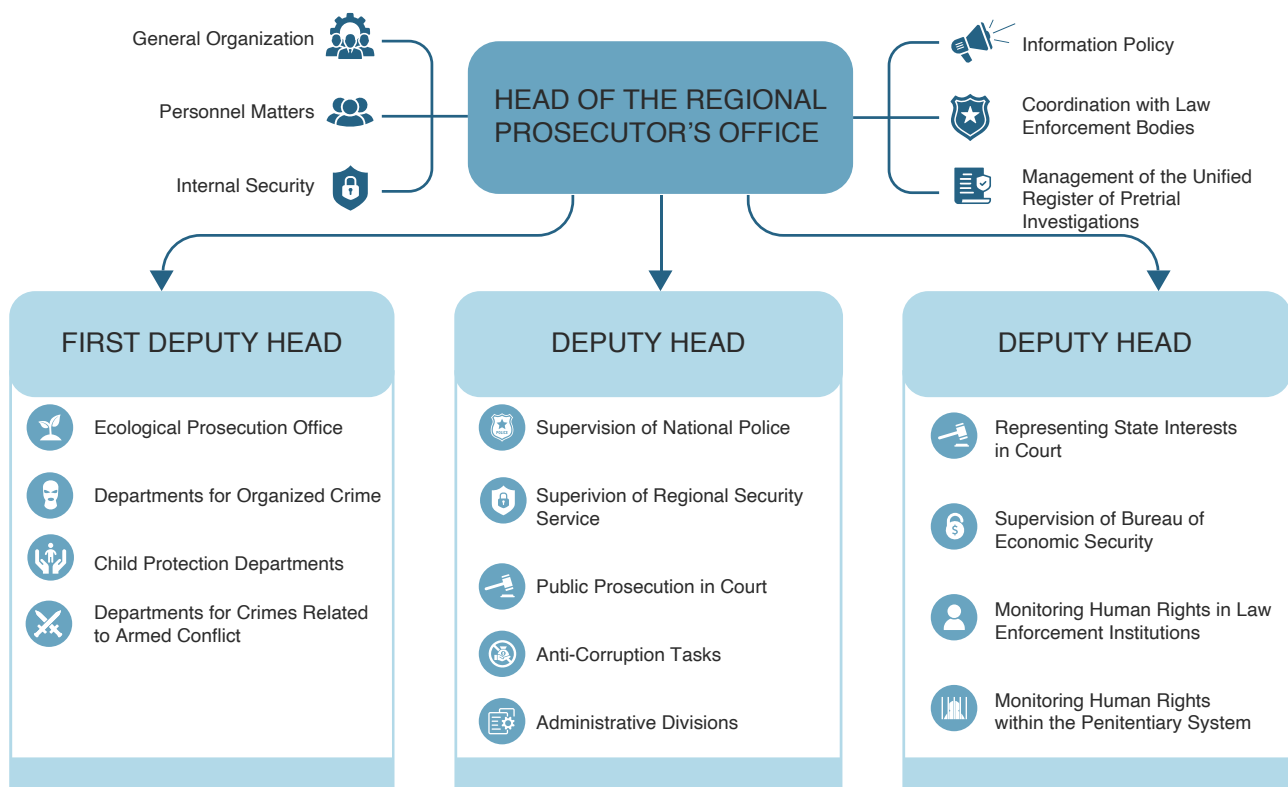 General Organization
Personnel Matters
Internal Security
HEAD OF THE REGIONAL
PROSECUTOR'S OFFICE
Information Policy
Coordination with Law
Enforcement Bodies
Management of the Unified
Register of Pretrial
Investigations
FIRST DEPUTY HEAD
Ecological Prosecution Office
Departments for Organized Crime
Child Protection Departments
Departments for Crimes Related
to Armed Conflict
DEPUTY HEAD
POLICE
Supervision of National Police
Superivion of Regional Security
Service
Public Prosecution in Court
Anti-Corruption Tasks
Administrative Divisions
DEPUTY HEAD
Representing State Interests
in Court
$
Supervision of Bureau of
Economic Security
Monitoring Human Rights in Law
Enforcement Institutions
Monitoring Human Rights
within the Penitentiary System